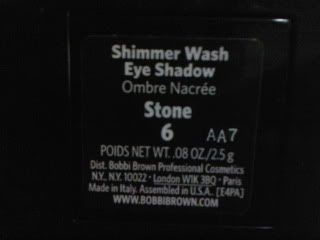 Shimmer Wash
Eye Shadow
Ombre Nacrée
Stone
6 AA7
POIDS NET WT. .08 OZ./2.5 g
Dist. Bobbi Brown Professional Cosmetics
N.Y., N.Y. 10022 · London W1K 3BQ · Paris
Made in Italy. Assembled in U.S.A. [E4PA]
WWW.BOBBIBROWN.COM